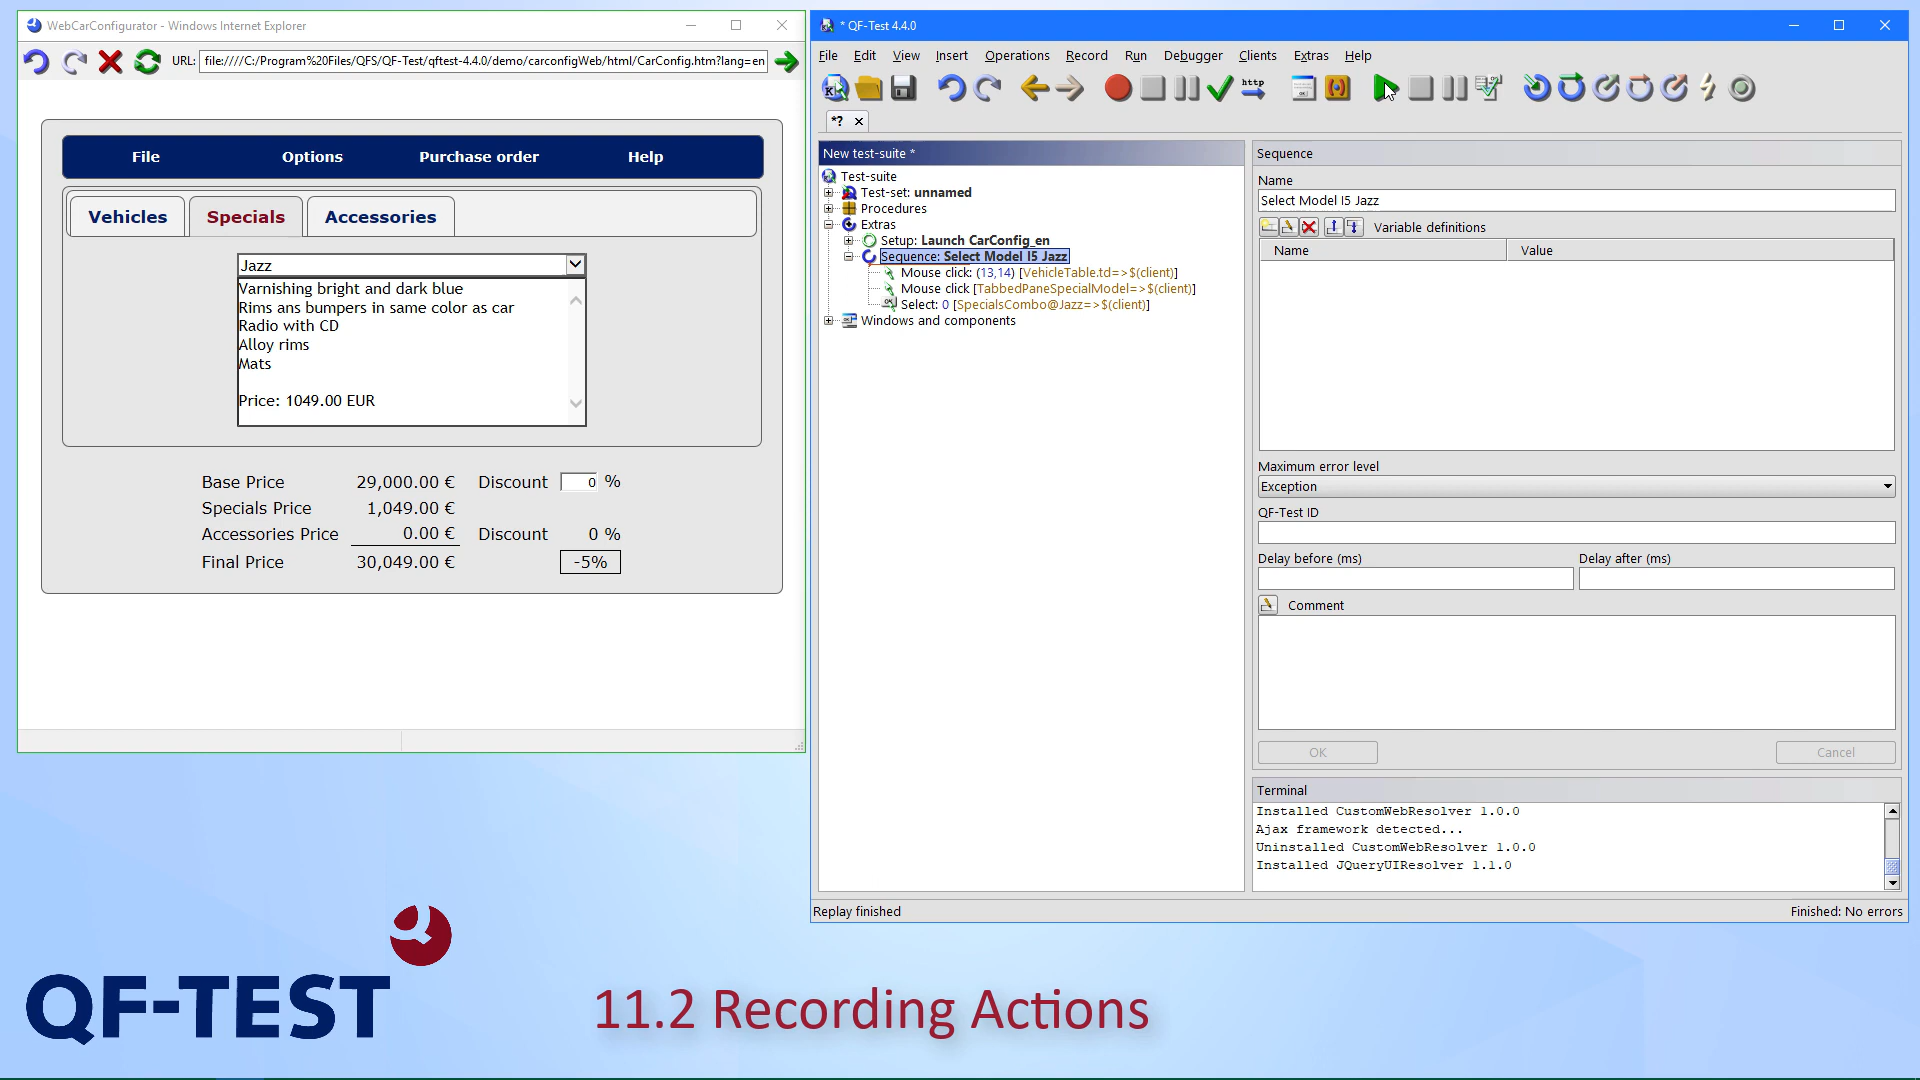 WebCarConfigurator - Windows Internet Explorer
URL: file:////C:/Program%20Files/QFS/QF-Test/qftest-4.4.0/demo/carconfigWeb/html/CarConfig.htm?lang=en
File Options Purchase order Help
Vehicles Specials Accessories
Jazz
Varnishing bright and dark blue
Rims ans bumpers in same color as car
Radio with CD
Alloy rims
Mats
Price: 1049.00 EUR
Base Price 29,000.00 € Discount 0 %
Specials Price 1,049.00 €
Accessories Price 0.00 € Discount 0 %
Final Price 30,049.00 € -5%
* QF-Test 4.4.0
File Edit View Insert Operations Record Run Debugger Clients Extras Help
http
*?
New test-suite *
Test-suite
Test-set: unnamed
Procedures
Extras
Setup: Launch CarConfig_en
Sequence: Select Model I5 Jazz
Mouse click: (13,14) [VehicleTable.td=>$(client)]
Mouse click [TabbedPaneSpecialModel=>$(client)]
Select: 0 [SpecialsCombo@Jazz=>$(client)]
Windows and components
Sequence
Name
Select Model I5 Jazz
Variable definitions
Name Value
Maximum error level
Exception
QF-Test ID
Delay before (ms) Delay after (ms)
Comment
OK Cancel
Terminal
Installed CustomWebResolver 1.0.0
Ajax framework detected...
Uninstalled CustomWebResolver 1.0.0
Installed JQueryUIResolver 1.1.0
Replay finished Finished: No errors
QF-TEST
11.2 Recording Actions